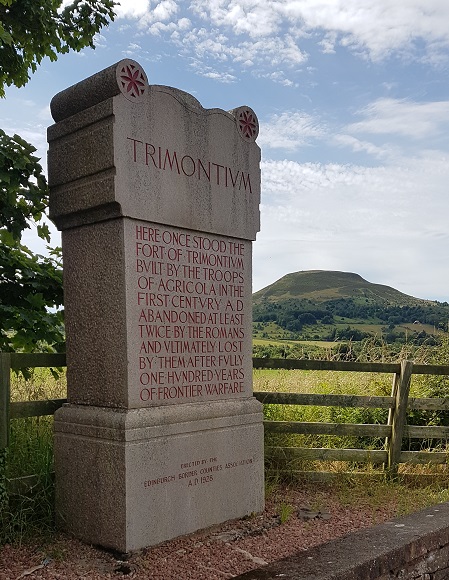 TRIMONTIVM
HERE ONCE STOOD THE
FORT OF TRIMONTIVM
BVILT BY THE TROOPS
OF AGRICOLA IN THE
FIRST CENTVRY A.D
ABANDONED AT LEAST
TWICE BY THE ROMANS
AND VLTIMATELY LOST
BY THEM·AFTER FVLLY
ONE HVNDRED YEARS
OF FRONTIER WARFARE
ERECTED BY THE
EDINBURGH BORDER COUNTIES ASSOCIATION
A.D 1928